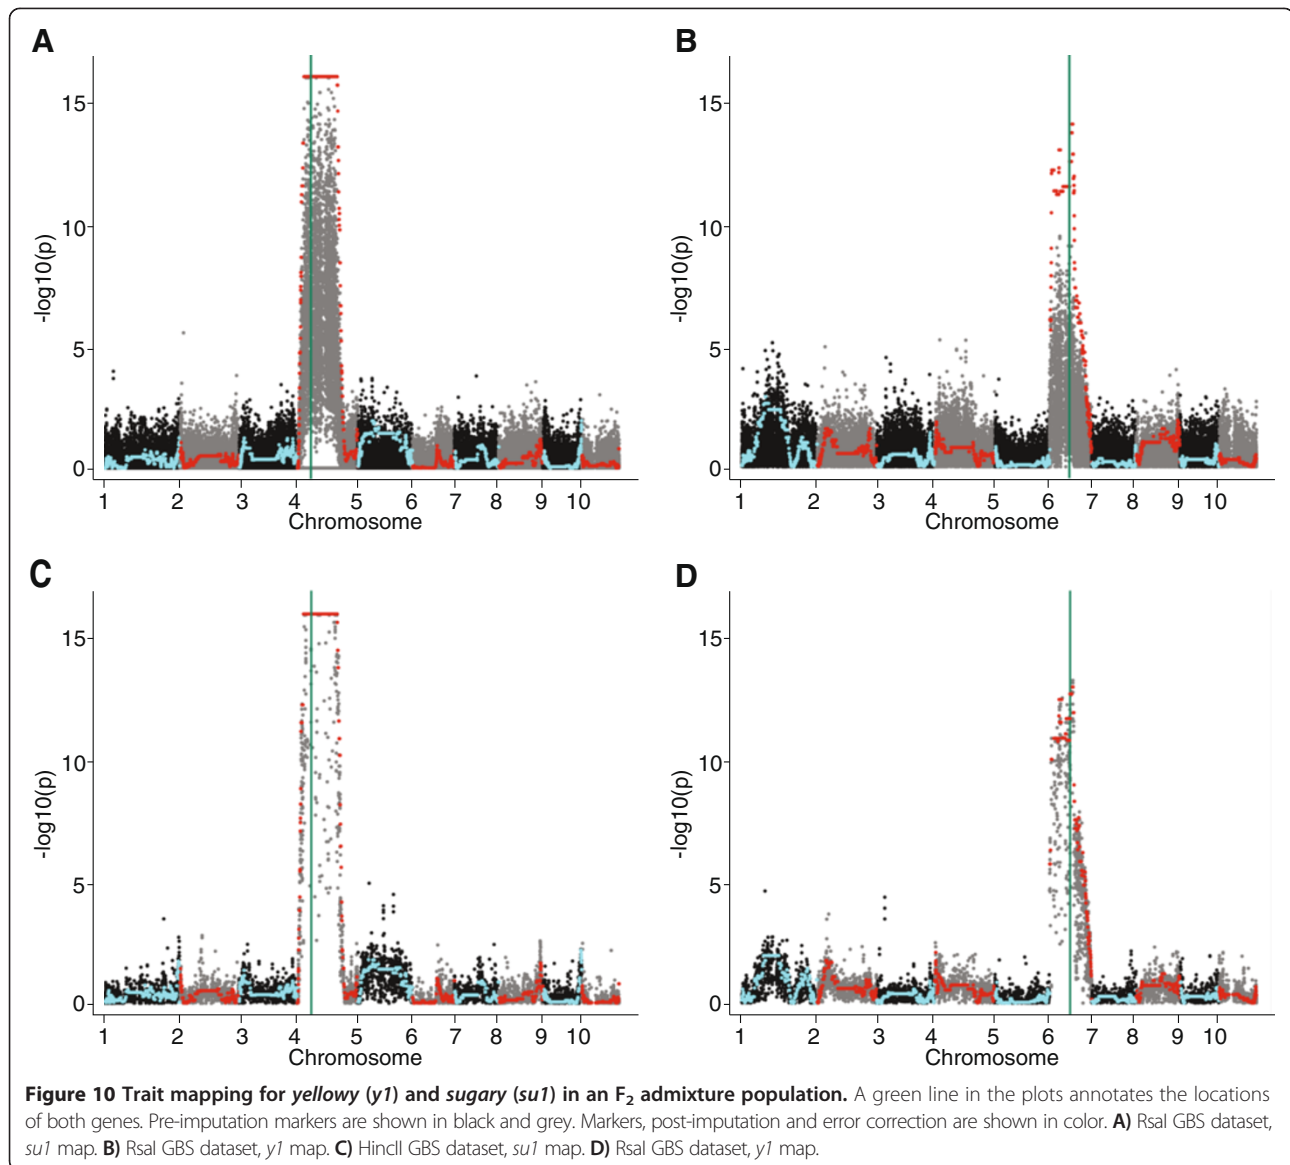 A
B
15
10
5
0
-log10(p)
1 2 3 4 5 6 7 8 9 10
Chromosome
15
10
5
0
-log10(p)
1 2 3 4 5 6 7 8 9 10
Chromosome
C
D
15
10
5
0
-log10(p)
1 2 3 4 5 6 7 8 9 10
Chromosome
15
10
5
0
-log10(p)
1 2 3 4 5 6 7 8 9 10
Chromosome
Figure 10 Trait mapping for yellowy (y1) and sugary (su1) in an F₂ admixture population. A green line in the plots annotates the locations
of both genes. Pre-imputation markers are shown in black and grey. Markers, post-imputation and error correction are shown in color. A) RsaI GBS dataset,
su1 map. B) RsaI GBS dataset, y1 map. C) HincII GBS dataset, su1 map. D) RsaI GBS dataset, y1 map.